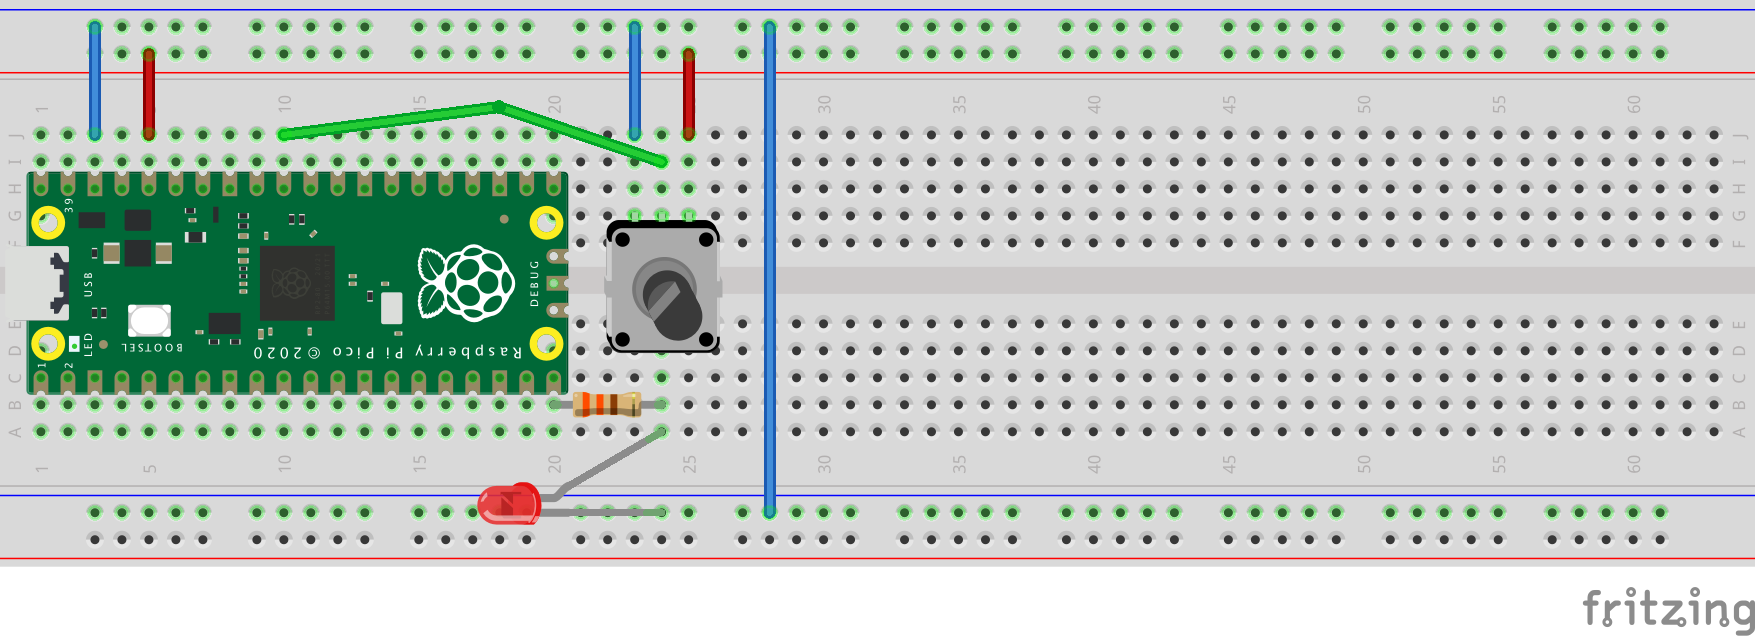 1 5 10 15 20 25 30 35 40 45 50 55 60
J J
I I
H H
G G
F F
39
USB
DEBUG
BOOTSEL
LED
1
2
Raspberry Pi Pico © 2020
E E
D D
C C
B B
A A
1 5 10 15 20 25 30 35 40 45 50 55 60
fritzing